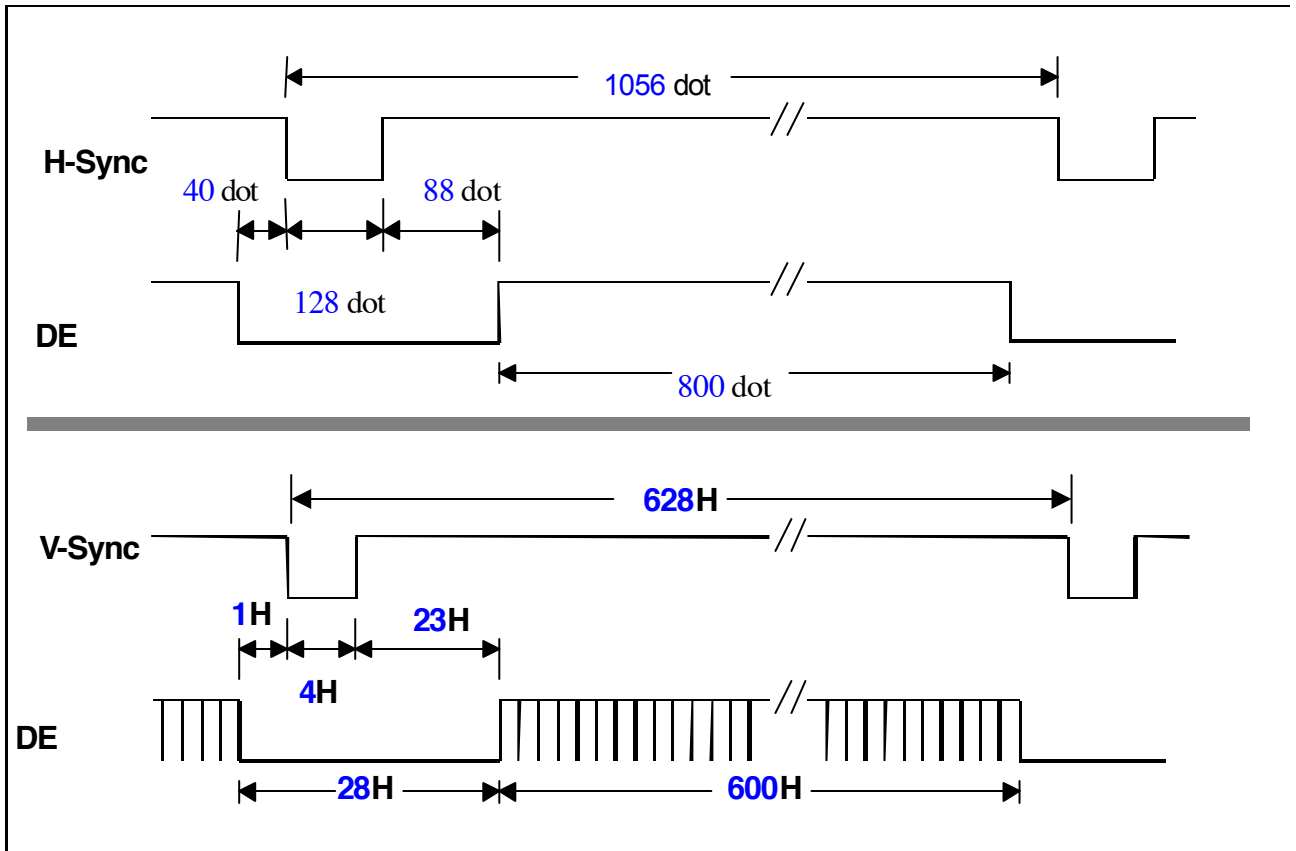 1056 dot
H-Sync
40 dot
88 dot
128 dot
DE
800 dot
628H
V-Sync
1H
23H
4H
DE
28H
600H